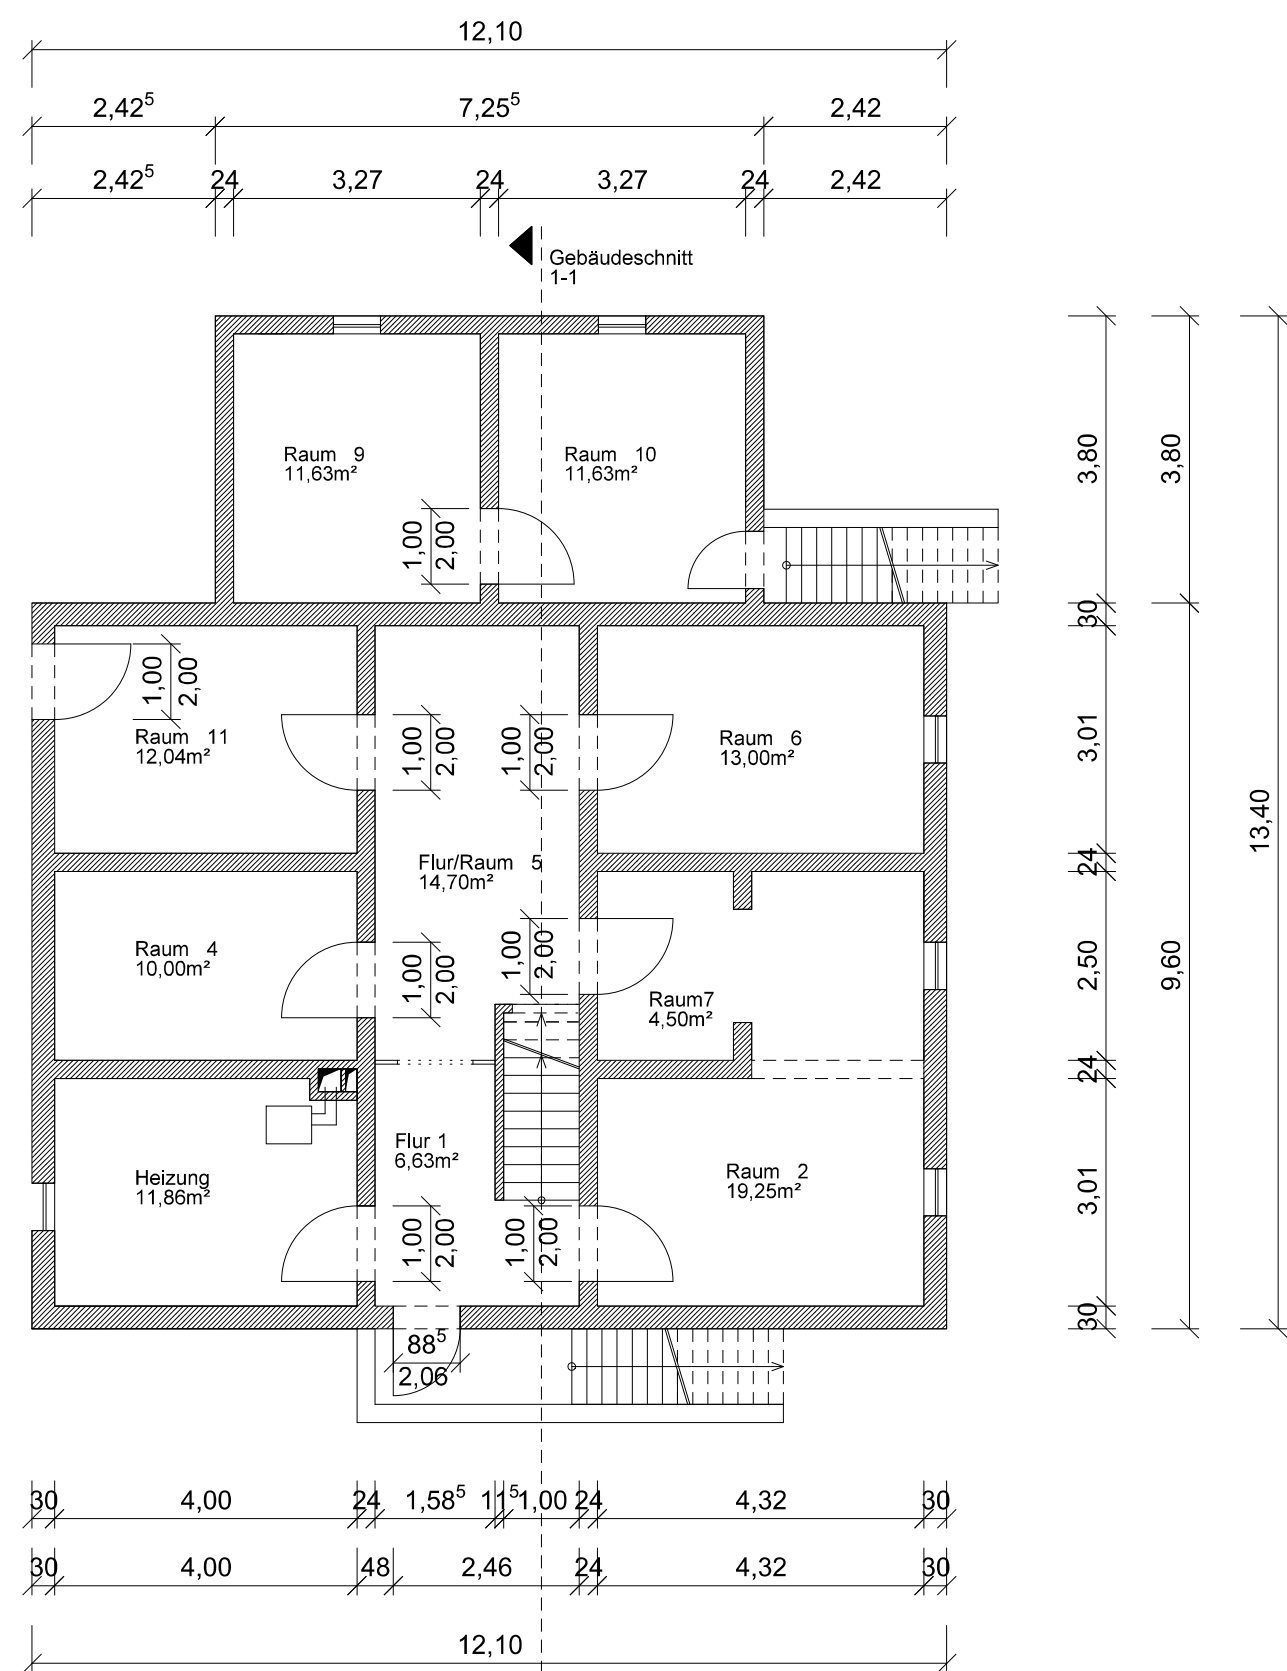 12,10
2,42⁵ 7,25⁵ 2,42
2,42⁵ 24 3,27 24 3,27 24 2,42
Gebäudeschnitt
1-1
Raum 9
11,63m²
Raum 10
11,63m²
1,00
2,00
3,80
3,80
30
1,00
2,00
Raum 11
12,04m²
1,00
2,00
1,00
2,00
Raum 6
13,00m²
3,01
13,40
Flur/Raum 5
14,70m²
24
Raum 4
10,00m²
1,00
2,00
1,00
2,00
Raum7
4,50m²
2,50
9,60
24
Flur 1
6,63m²
Heizung
11,86m²
Raum 2
19,25m²
3,01
1,00
2,00
1,00
2,00
30
88⁵
2,06
30 4,00 24 1,58⁵ 11⁵ 1,00 24 4,32 30
30 4,00 48 2,46 24 4,32 30
12,10